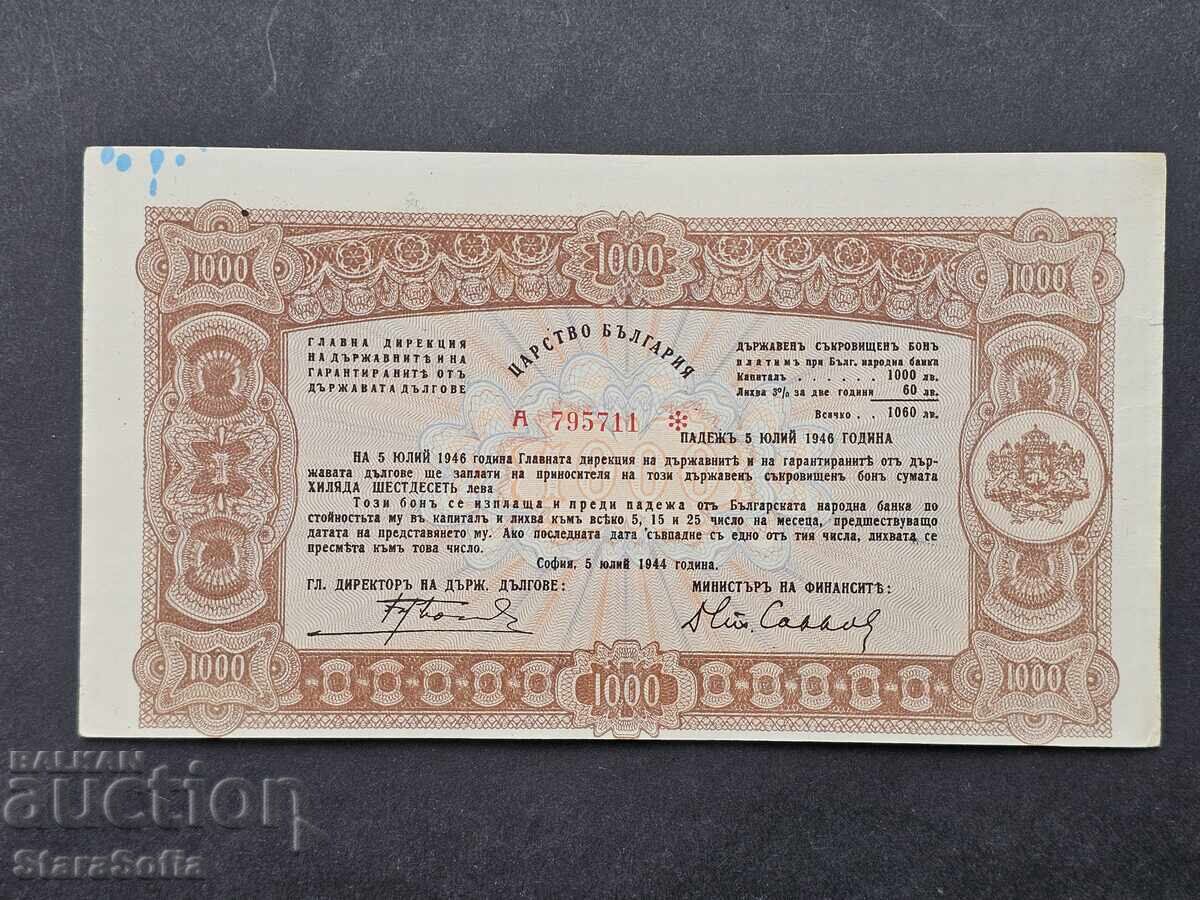 1000
1000
1000
ГЛАВНА ДИРЕКЦИЯ
НА ДЪРЖАВНИТѢ И НА
ГАРАНТИРАНИТѢ ОТЪ
ДЪРЖАВАТА ДЪЛГОВЕ
ЦАРСТВО БЪЛГАРИЯ
ДЪРЖАВЕНЪ СЪКРОВИЩЕНЪ БОНЪ
платимъ при Бълг. народна банка
Капиталъ . . . . . . 1000 лв.
Лихва 3% за две години 60 лв.
Всичко . . 1060 лв.
А 795711 *
ПАДЕЖЪ 5 ЮЛИЙ 1946 ГОДИНА
НА 5 ЮЛИЙ 1946 година Главната дирекция на държавнитѣ и на гарантиранитѣ отъ дър-
жавата дългове ще заплати на приносителя на този държавенъ съкровищенъ бонъ сумата
ХИЛЯДА ШЕСТДЕСЕТЬ лева
Този бонъ се изплаща и преди падежа отъ Българската народна банка по
стойностьта му въ капиталъ и лихва къмъ всѣко 5, 15 и 25 число на месеца, предшествуващо
датата на представянето му. Ако последната дата съвпадне съ едно отъ тия числа, лихвата се
пресмѣта къмъ това число.
София, 5 юлий 1944 година.
ГЛ. ДИРЕКТОРЪ НА ДЪРЖ. ДЪЛГОВЕ:
МИНИСТЪРЪ НА ФИНАНСИТѢ:
1000
1000
1000
BALKAN
auction
StaraSofia